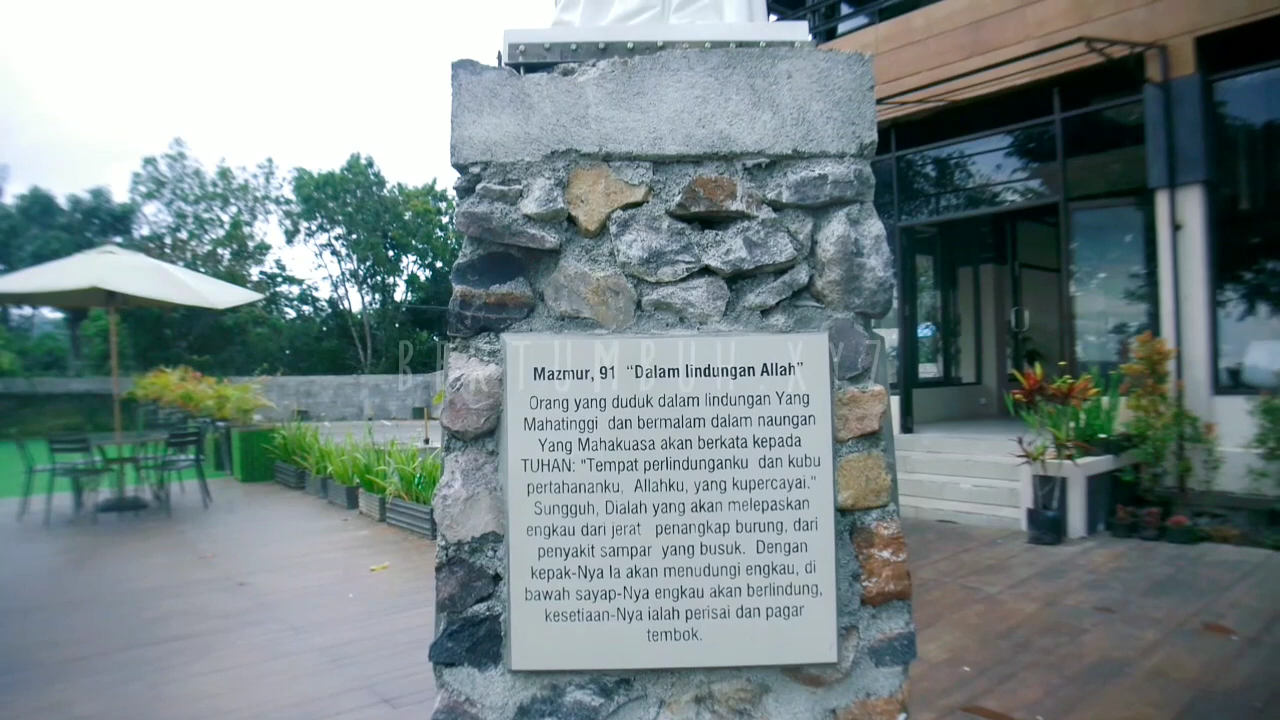 BERTUMBUH.XYZ
Mazmur, 91 "Dalam lindungan Allah"
Orang yang duduk dalam lindungan Yang
Mahatinggi dan bermalam dalam naungan
Yang Mahakuasa akan berkata kepada
TUHAN: "Tempat perlindunganku dan kubu
pertahananku, Allahku, yang kupercayai."
Sungguh, Dialah yang akan melepaskan
engkau dari jerat penangkap burung, dari
penyakit sampar yang busuk. Dengan
kepak-Nya Ia akan menudungi engkau, di
bawah sayap-Nya engkau akan berlindung,
kesetiaan-Nya ialah perisai dan pagar
tembok.